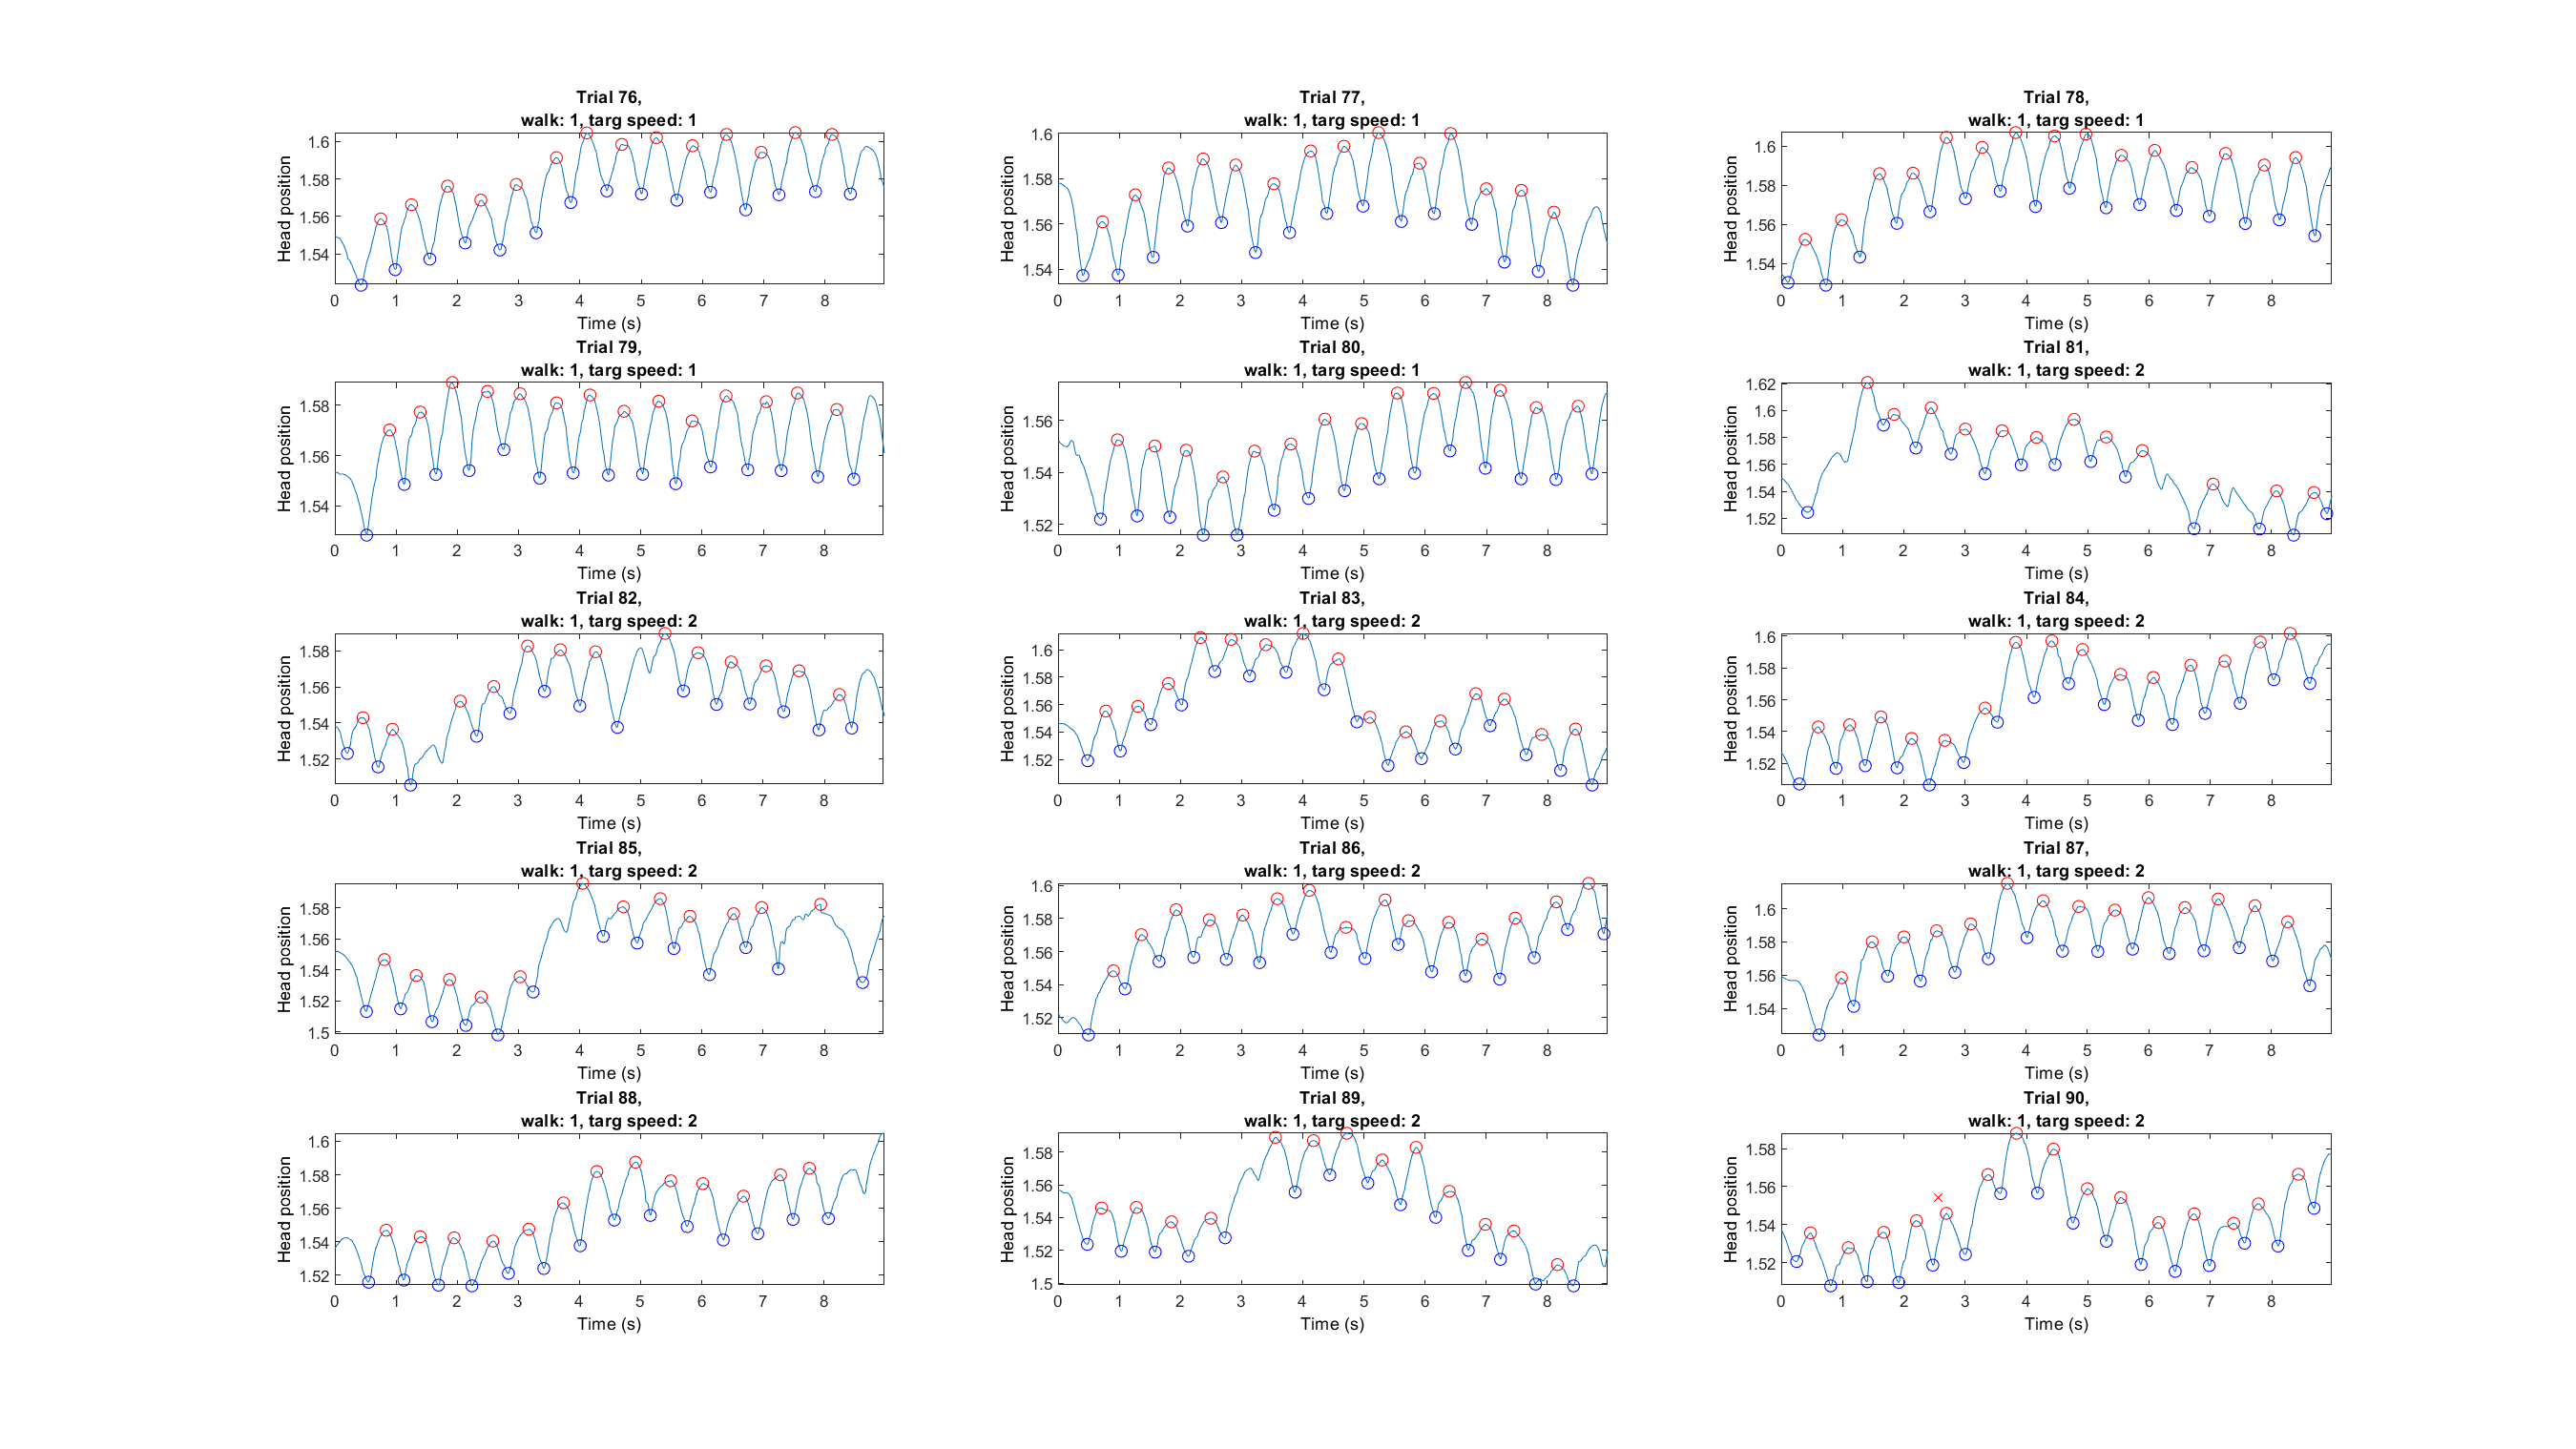 Trial 76,
walk: 1, targ speed: 1
1.6
1.58
1.56
1.54
Head position
0 1 2 3 4 5 6 7 8
Time (s)
Trial 77,
walk: 1, targ speed: 1
1.6
1.58
1.56
1.54
Head position
0 1 2 3 4 5 6 7 8
Time (s)
Trial 78,
walk: 1, targ speed: 1
1.6
1.58
1.56
1.54
Head position
0 1 2 3 4 5 6 7 8
Time (s)
Trial 79,
walk: 1, targ speed: 1
1.58
1.56
1.54
Head position
0 1 2 3 4 5 6 7 8
Time (s)
Trial 80,
walk: 1, targ speed: 1
1.56
1.54
1.52
Head position
0 1 2 3 4 5 6 7 8
Time (s)
Trial 81,
walk: 1, targ speed: 2
1.62
1.6
1.58
1.56
1.54
1.52
Head position
0 1 2 3 4 5 6 7 8
Time (s)
Trial 82,
walk: 1, targ speed: 2
1.58
1.56
1.54
1.52
Head position
0 1 2 3 4 5 6 7 8
Time (s)
Trial 83,
walk: 1, targ speed: 2
1.6
1.58
1.56
1.54
1.52
Head position
0 1 2 3 4 5 6 7 8
Time (s)
Trial 84,
walk: 1, targ speed: 2
1.6
1.58
1.56
1.54
1.52
Head position
0 1 2 3 4 5 6 7 8
Time (s)
Trial 85,
walk: 1, targ speed: 2
1.58
1.56
1.54
1.52
1.5
Head position
0 1 2 3 4 5 6 7 8
Time (s)
Trial 86,
walk: 1, targ speed: 2
1.6
1.58
1.56
1.54
1.52
Head position
0 1 2 3 4 5 6 7 8
Time (s)
Trial 87,
walk: 1, targ speed: 2
1.6
1.58
1.56
1.54
Head position
0 1 2 3 4 5 6 7 8
Time (s)
Trial 88,
walk: 1, targ speed: 2
1.6
1.58
1.56
1.54
1.52
Head position
0 1 2 3 4 5 6 7 8
Time (s)
Trial 89,
walk: 1, targ speed: 2
1.58
1.56
1.54
1.52
1.5
Head position
0 1 2 3 4 5 6 7 8
Time (s)
Trial 90,
walk: 1, targ speed: 2
1.58
1.56
1.54
1.52
Head position
0 1 2 3 4 5 6 7 8
Time (s)